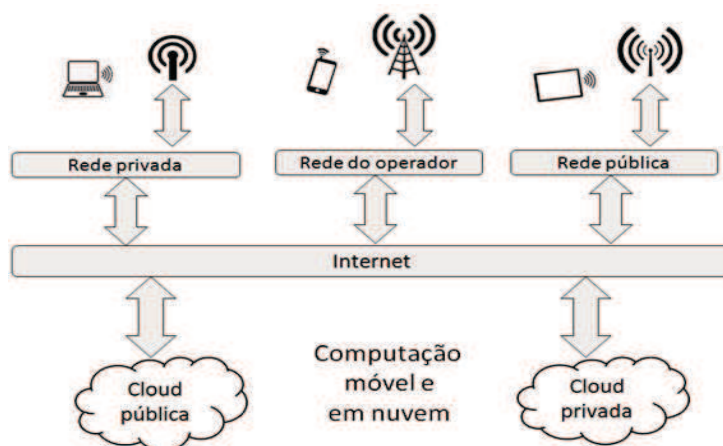 Rede privada
Rede do operador
Rede pública
Internet
Cloud
pública
Computação
móvel e
em nuvem
Cloud
privada